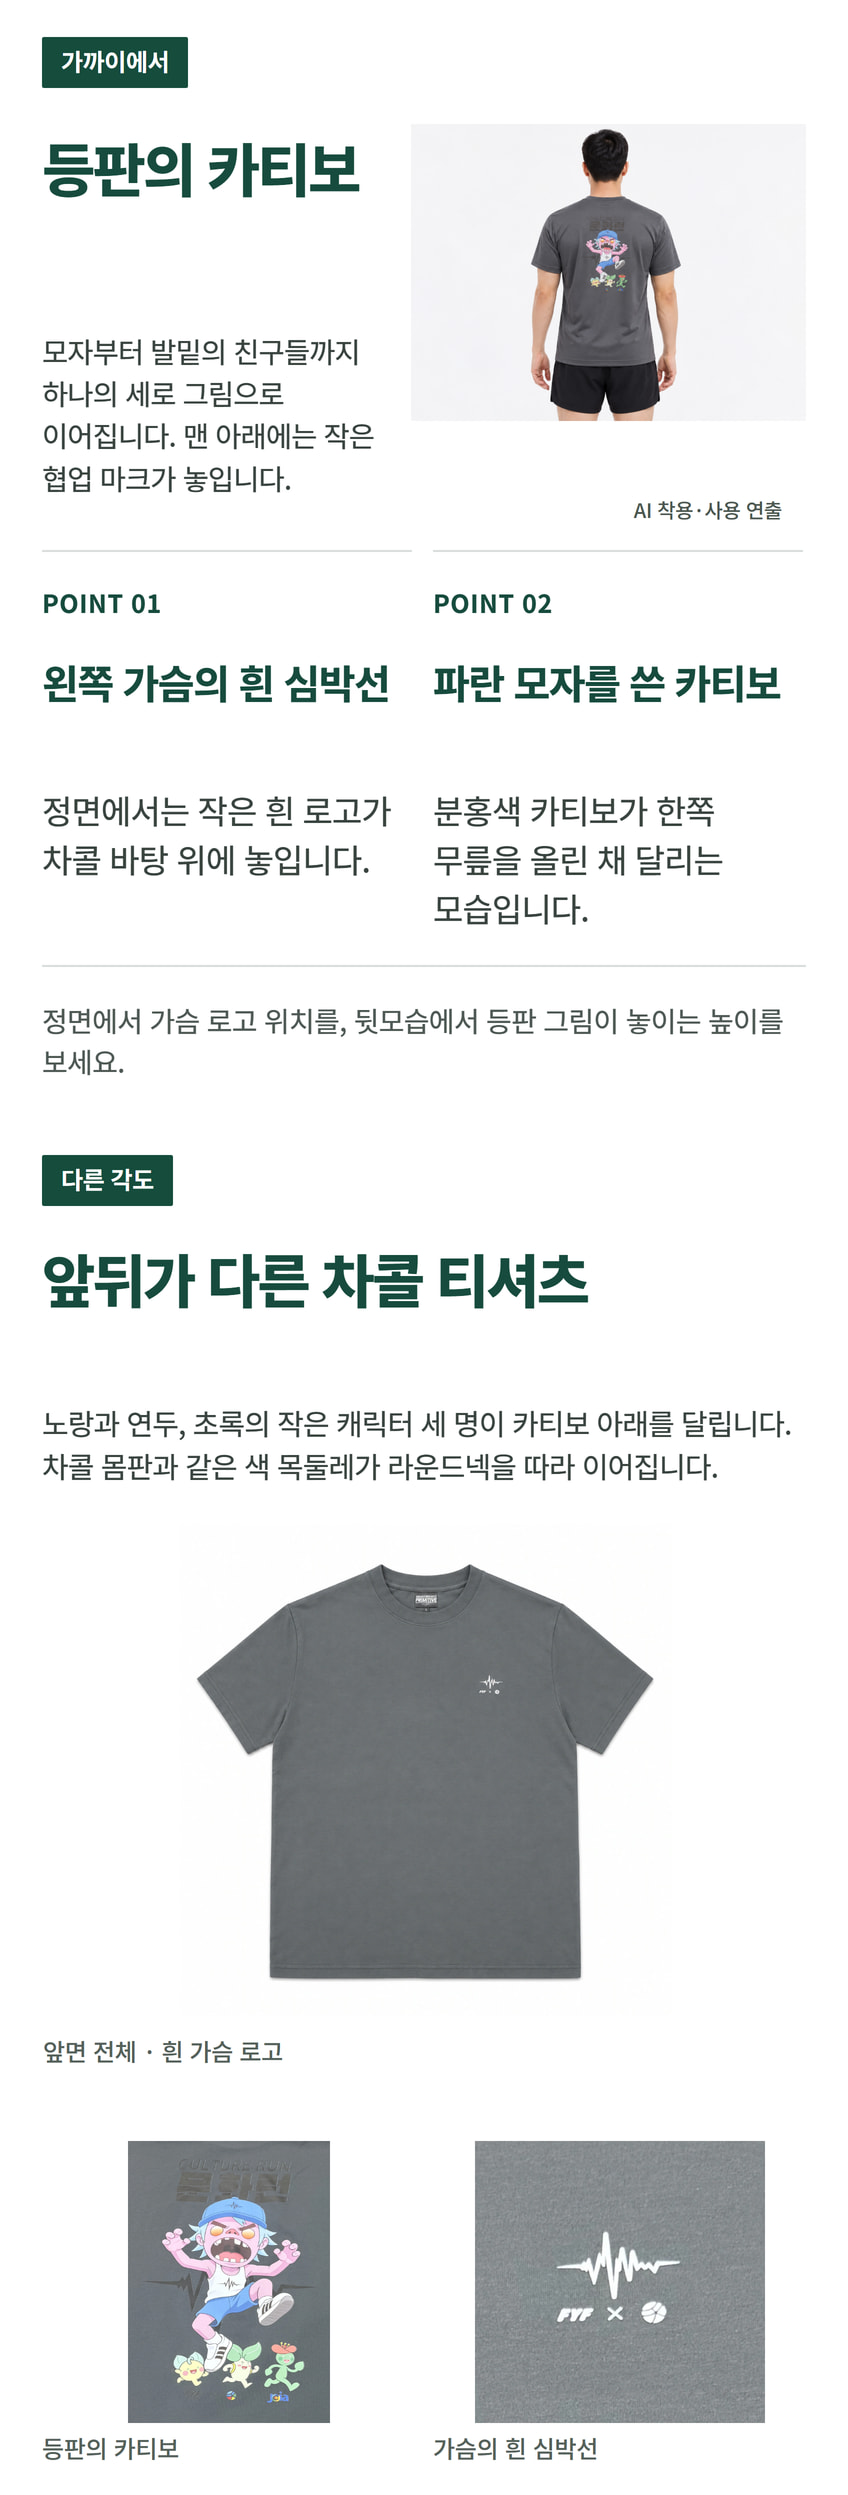 가까이에서
등판의 카티보
모자부터 발밑의 친구들까지
하나의 세로 그림으로
이어집니다. 맨 아래에는 작은
협업 마크가 놓입니다.
AI 착용·사용 연출
POINT 01
왼쪽 가슴의 흰 심박선
정면에서는 작은 흰 로고가
차콜 바탕 위에 놓입니다.
POINT 02
파란 모자를 쓴 카티보
분홍색 카티보가 한쪽
무릎을 올린 채 달리는
모습입니다.
정면에서 가슴 로고 위치를, 뒷모습에서 등판 그림이 놓이는 높이를
보세요.
다른 각도
앞뒤가 다른 차콜 티셔츠
노랑과 연두, 초록의 작은 캐릭터 세 명이 카티보 아래를 달립니다.
차콜 몸판과 같은 색 목둘레가 라운드넥을 따라 이어집니다.
PRIMITIVE
앞면 전체 · 흰 가슴 로고
CULTURE RUN
문화런
FYF ×
등판의 카티보
가슴의 흰 심박선